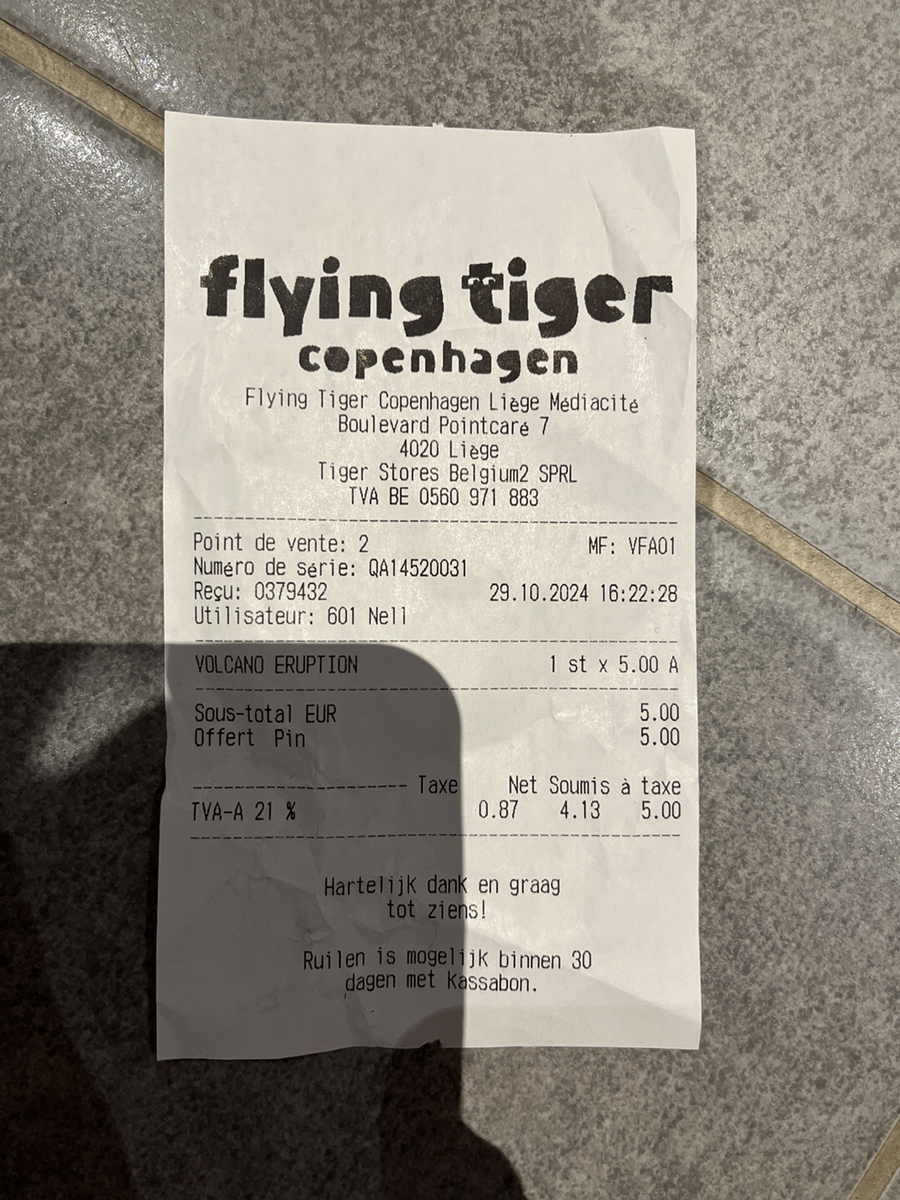 flying tiger
copenhagen
Flying Tiger Copenhagen Liège Médiacité
Boulevard Pointcaré 7
4020 Liège
Tiger Stores Belgium2 SPRL
TVA BE 0560 971 883
Point de vente: 2 MF: VFA01
Numéro de série: QA14520031
Reçu: 0379432 29.10.2024 16:22:28
Utilisateur: 601 Nell
VOLCANO ERUPTION 1 st x 5.00 A
Sous-total EUR 5.00
Offert Pin 5.00
Taxe Net Soumis à taxe
TVA-A 21 % 0.87 4.13 5.00
Hartelijk dank en graag
tot ziens!
Ruilen is mogelijk binnen 30
dagen met kassabon.